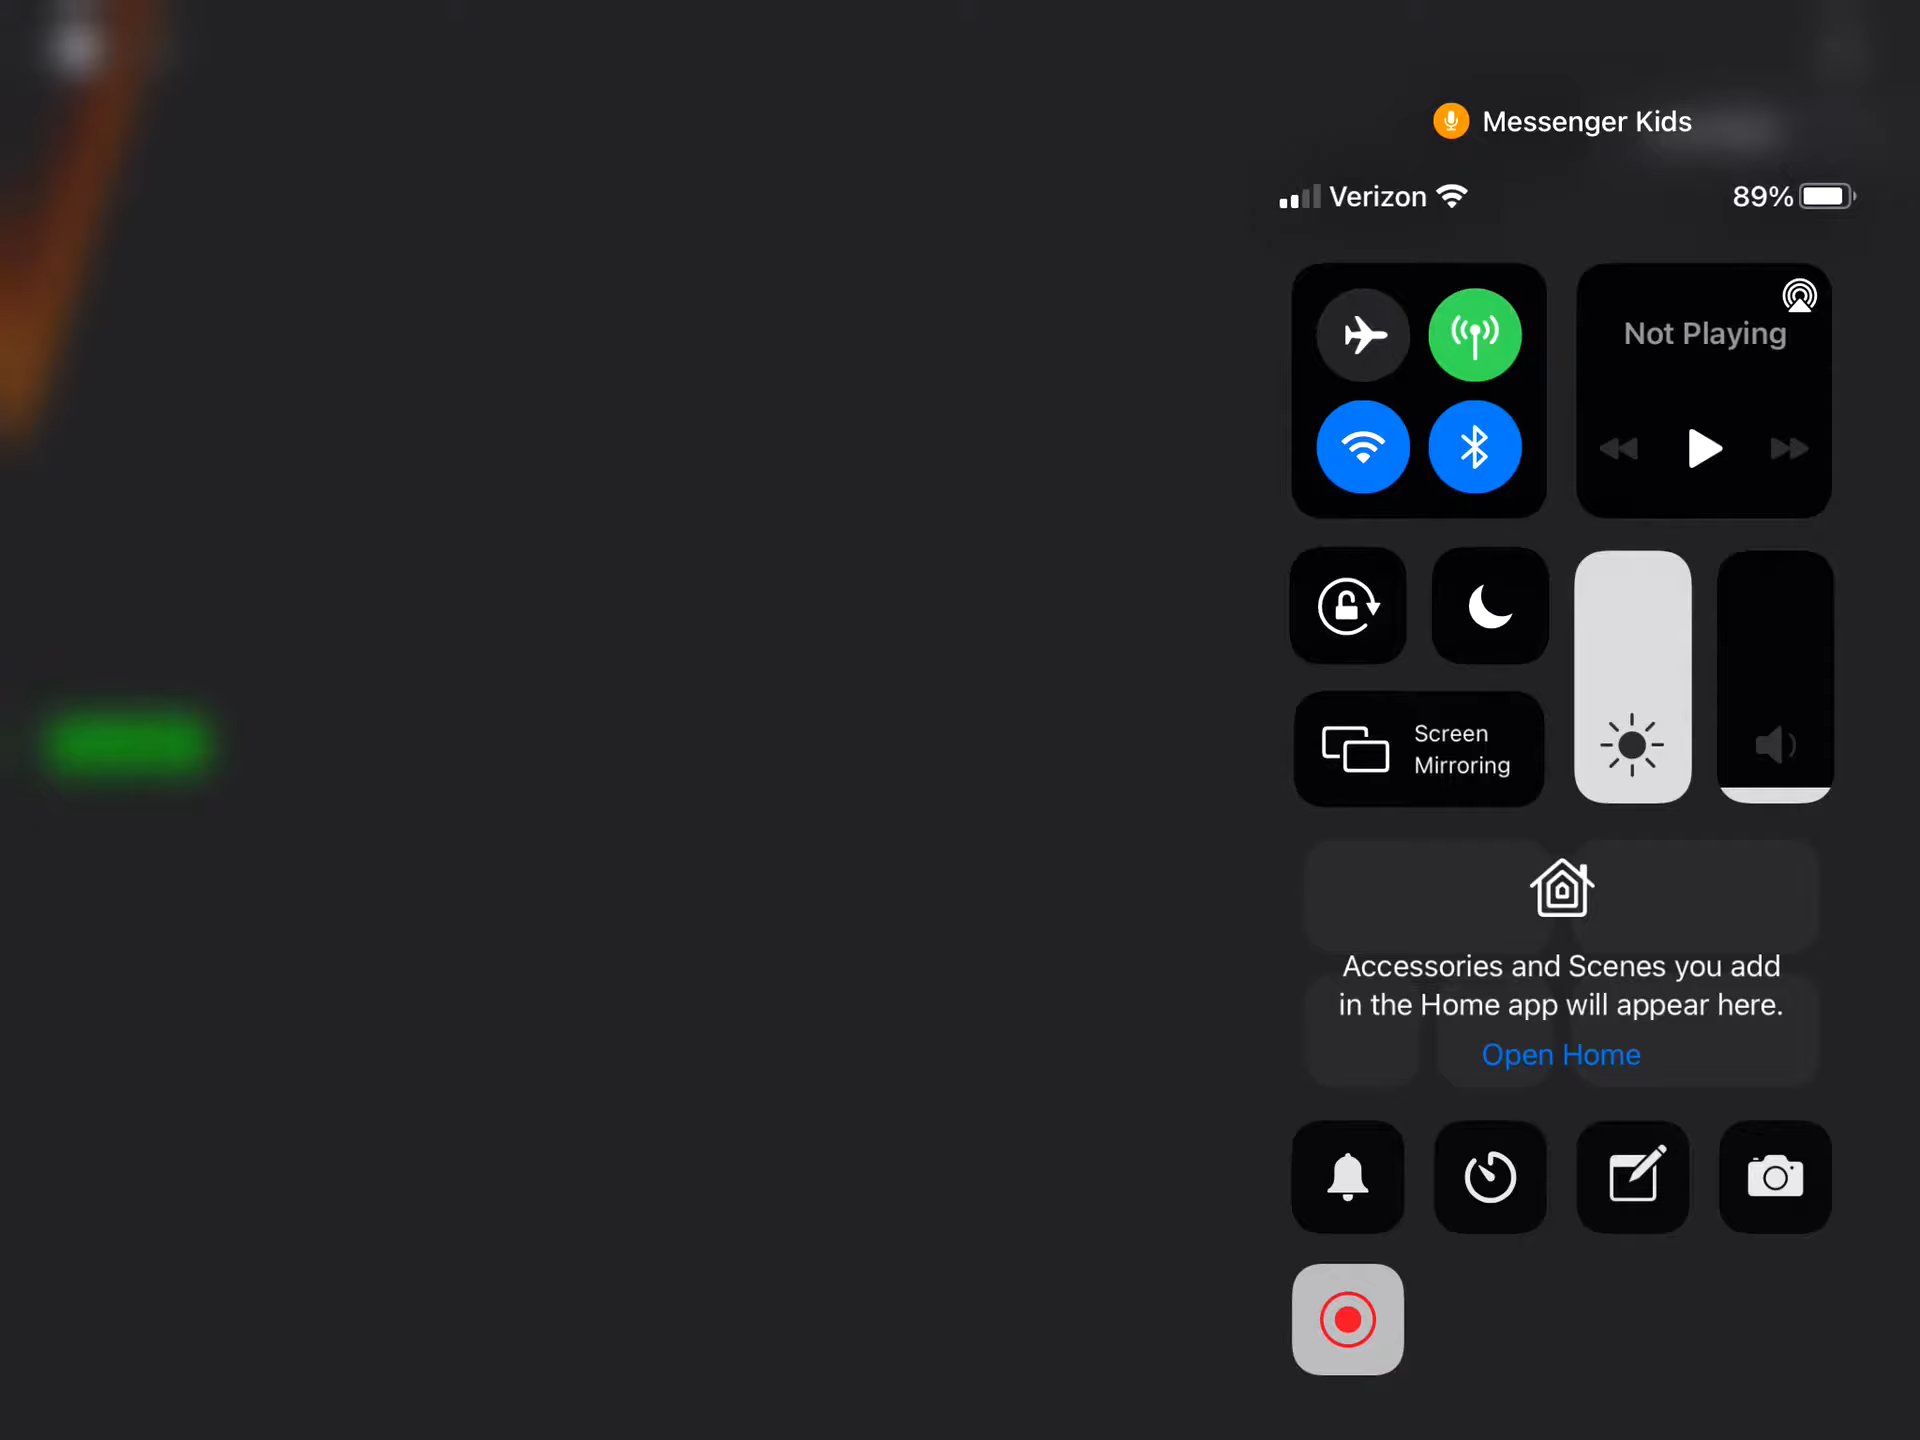 Messenger Kids
Verizon
89%
Not Playing
Screen
Mirroring
Accessories and Scenes you add
in the Home app will appear here.
Open Home